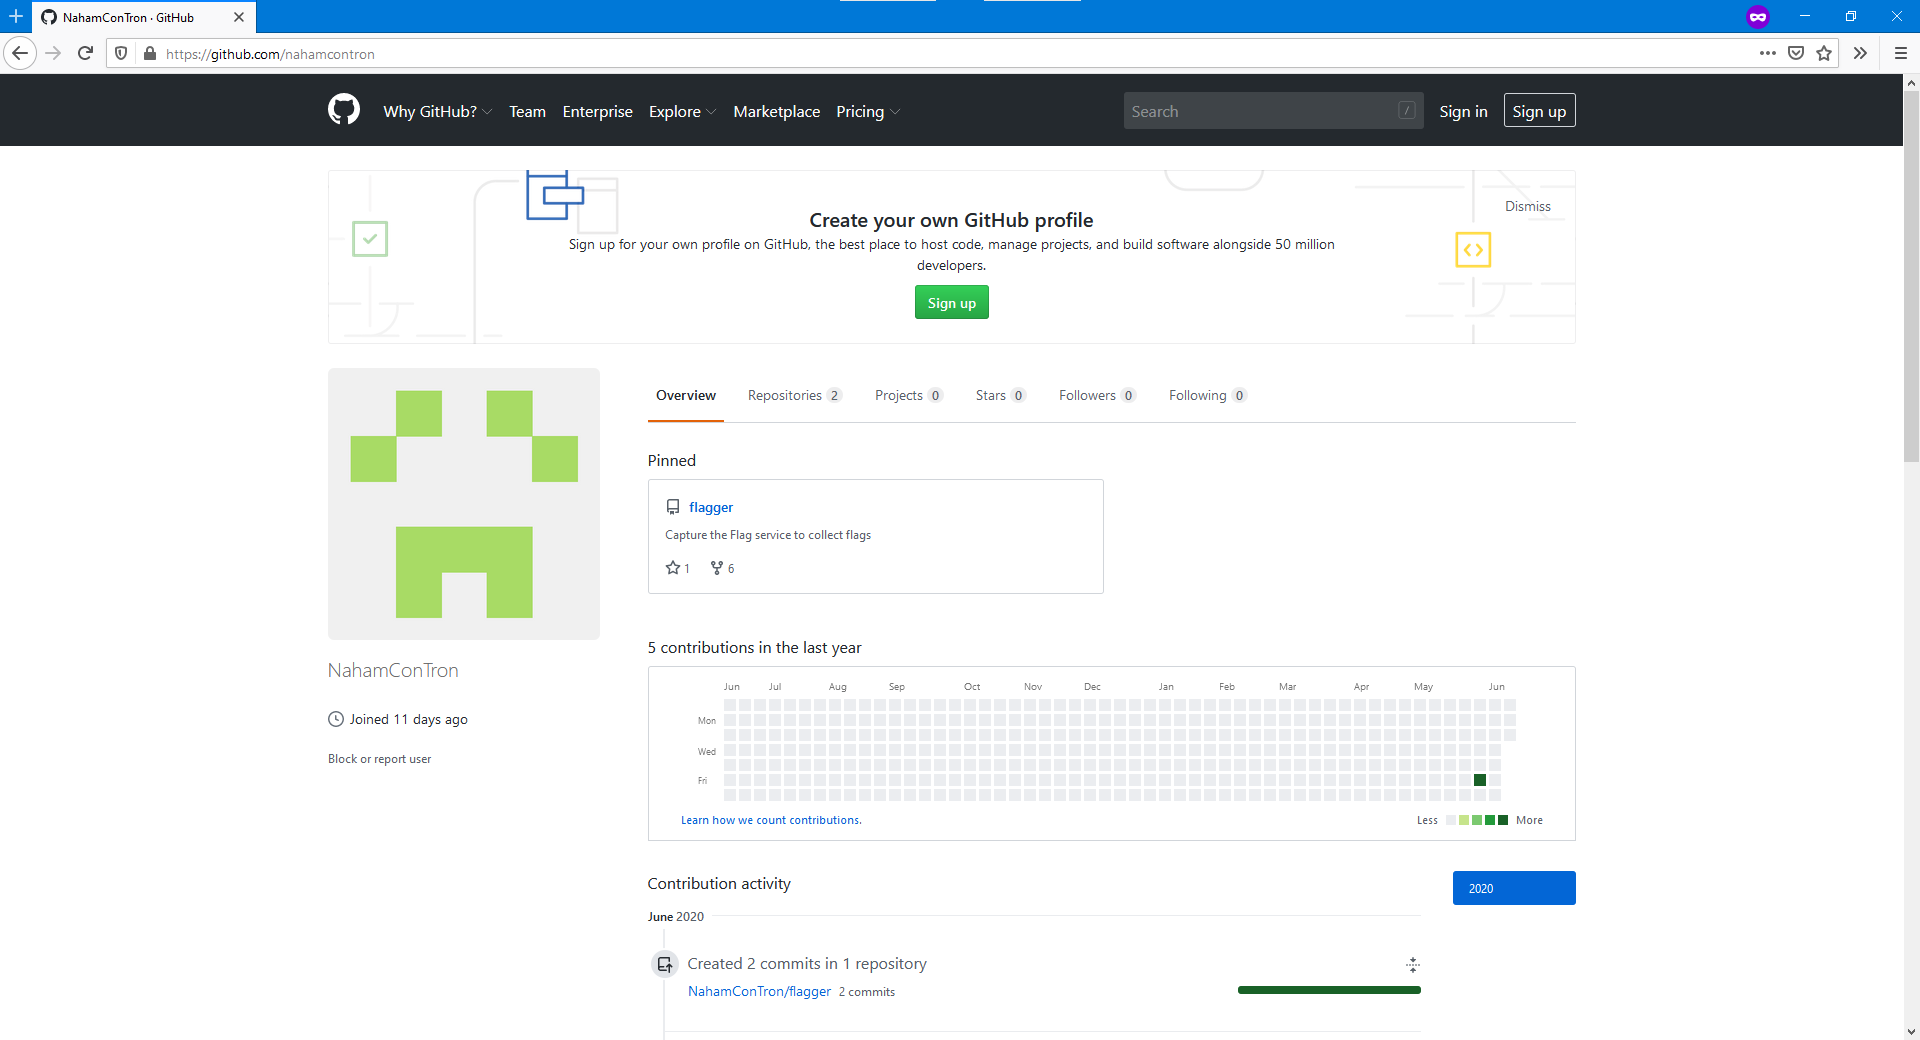 NahamConTron · GitHub
https://github.com/nahamcontron
Why GitHub? Team Enterprise Explore Marketplace Pricing Search / Sign in Sign up
Dismiss
Create your own GitHub profile
Sign up for your own profile on GitHub, the best place to host code, manage projects, and build software alongside 50 million
developers.
Sign up
Overview Repositories 2 Projects 0 Stars 0 Followers 0 Following 0
Pinned
flagger
Capture the Flag service to collect flags
1 6
NahamConTron
Joined 11 days ago
Block or report user
5 contributions in the last year
Jun Jul Aug Sep Oct Nov Dec Jan Feb Mar Apr May Jun
Mon
Wed
Fri
Learn how we count contributions. Less More
Contribution activity
2020
June 2020
Created 2 commits in 1 repository
NahamConTron/flagger 2 commits